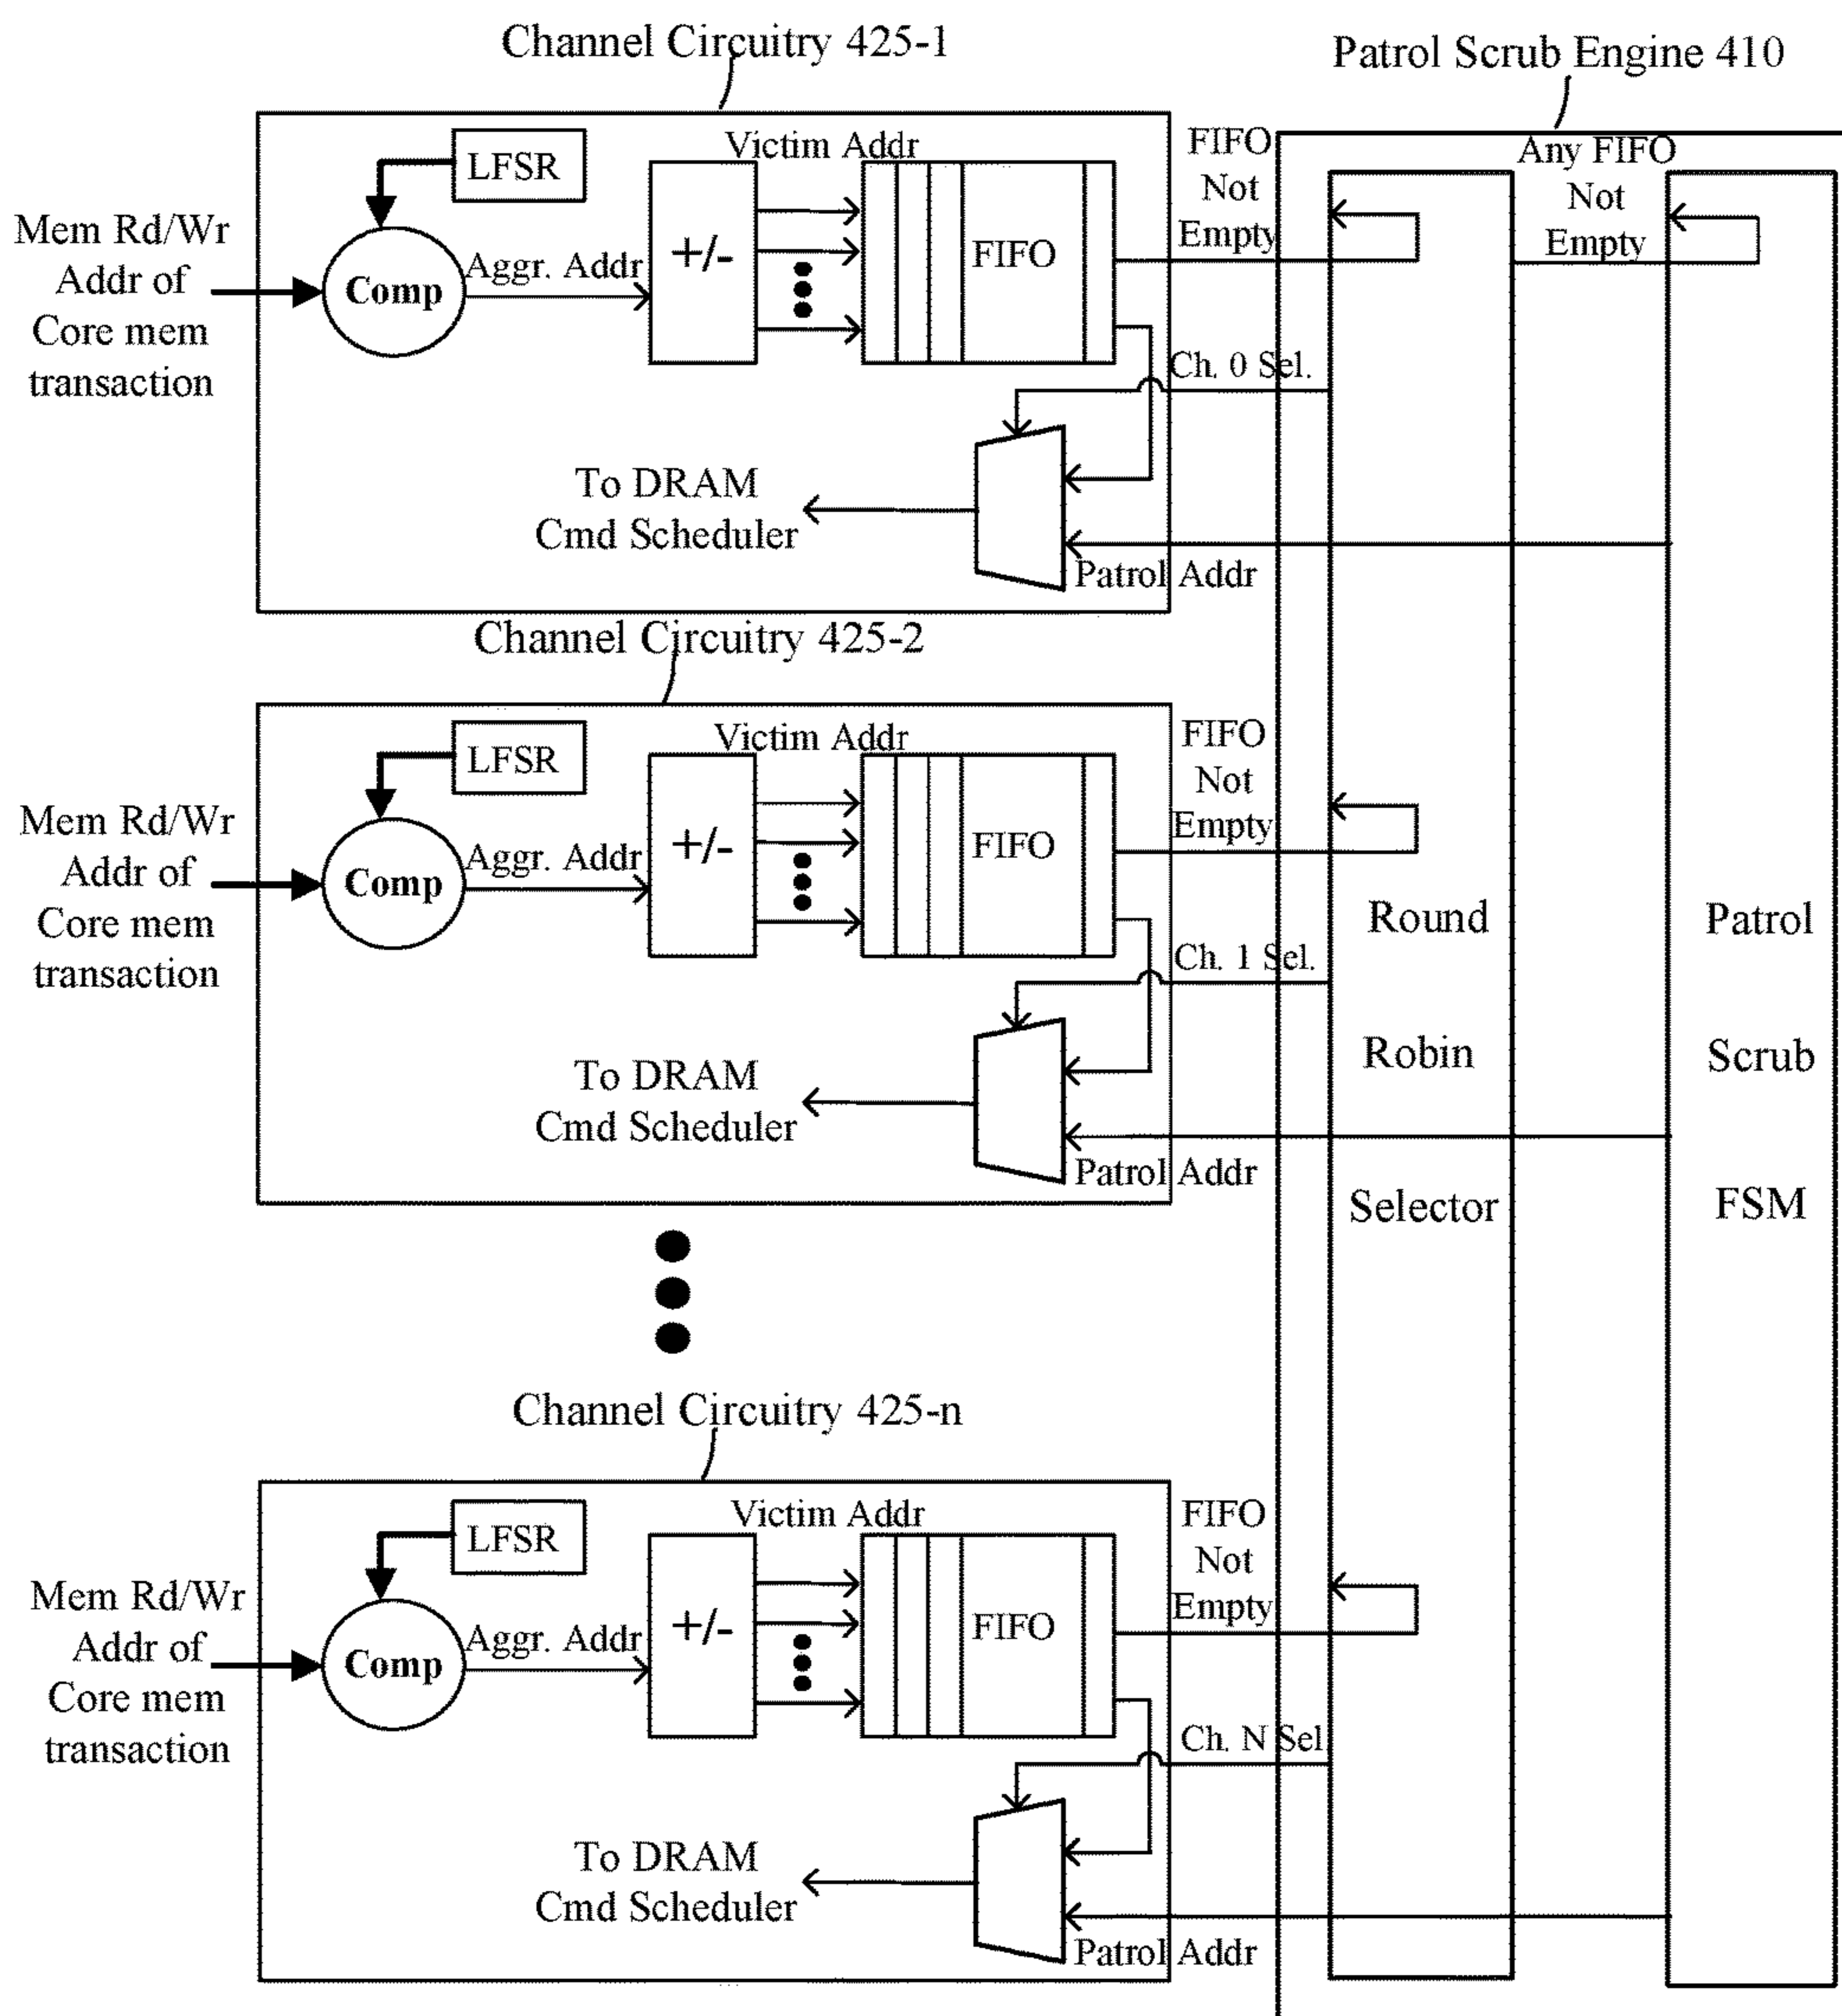 Channel Circuitry 425-1
Patrol Scrub Engine 410
LFSR
Victim Addr
FIFO
Not
Empty
Any FIFO
Not
Empty
Mem Rd/Wr
Addr of
Core mem
transaction
Comp
Aggr. Addr
+/-
FIFO
Ch. 0 Sel.
To DRAM
Cmd Scheduler
Patrol Addr
Channel Circuitry 425-2
LFSR
Victim Addr
FIFO
Not
Empty
Mem Rd/Wr
Addr of
Core mem
transaction
Comp
Aggr. Addr
+/-
FIFO
Ch. 1 Sel.
To DRAM
Cmd Scheduler
Patrol Addr
Round
Robin
Selector
Patrol
Scrub
FSM
Channel Circuitry 425-n
LFSR
Victim Addr
FIFO
Not
Empty
Mem Rd/Wr
Addr of
Core mem
transaction
Comp
Aggr. Addr
+/-
FIFO
Ch. N Sel
To DRAM
Cmd Scheduler
Patrol Addr